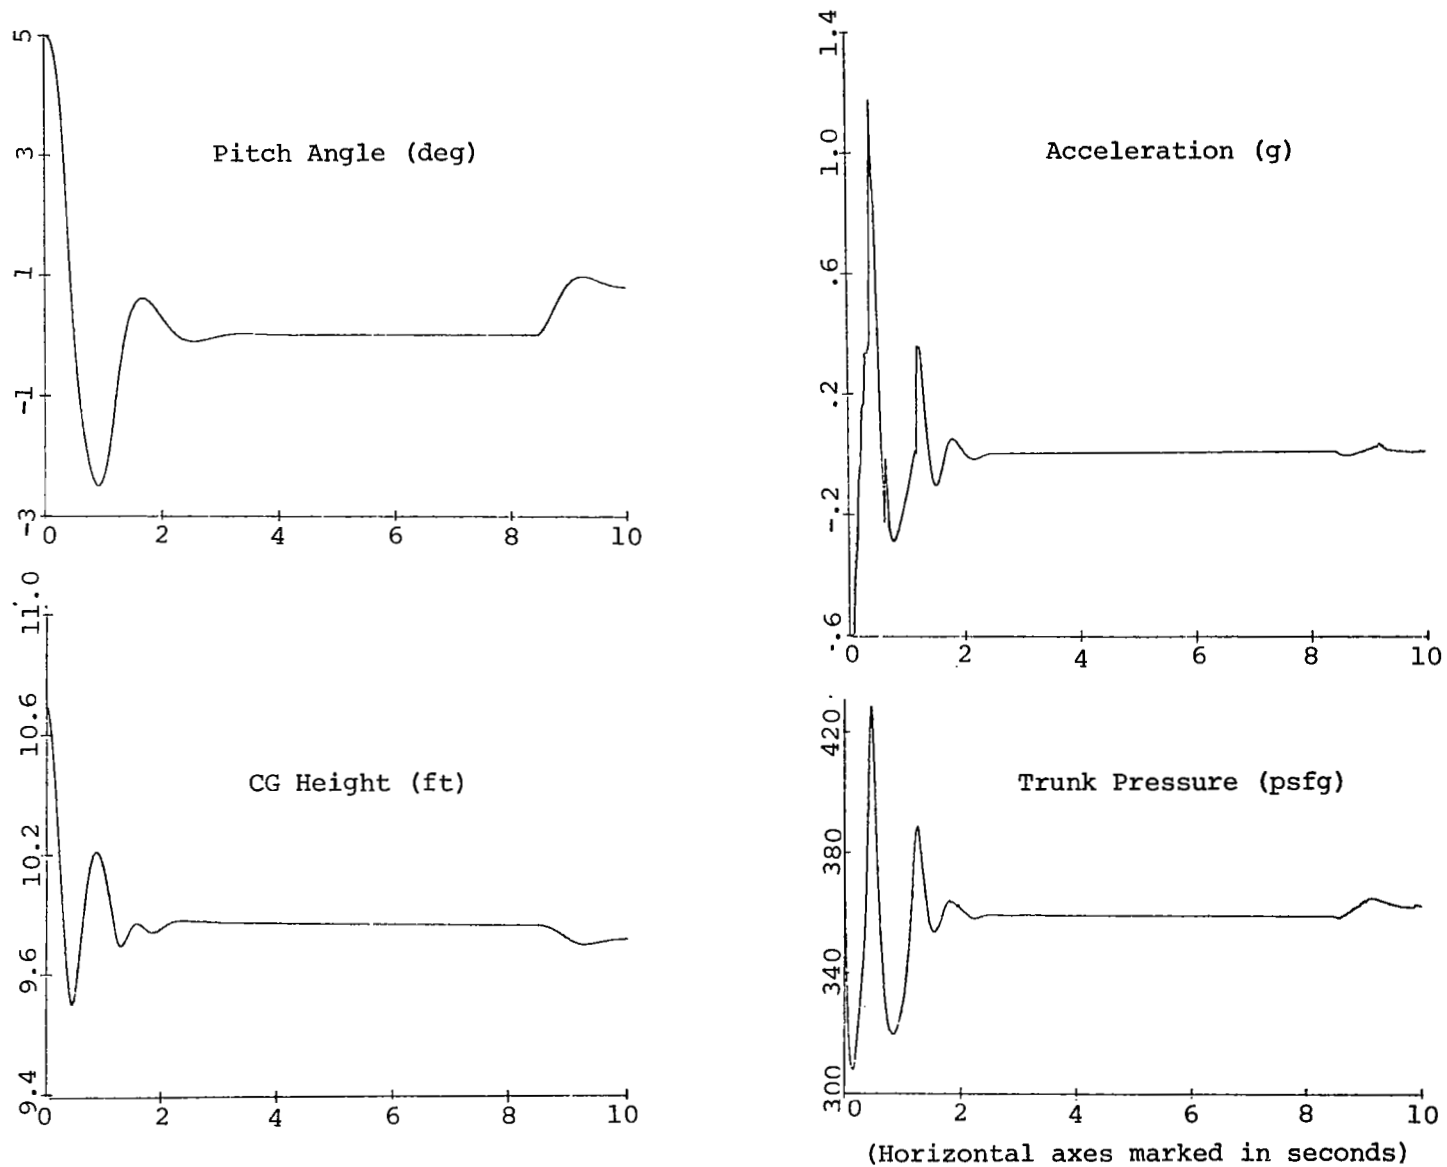 5
3
Pitch Angle (deg)
1
-1
-3
0 2 4 6 8 10
1.4
1.0
Acceleration (g)
.6
.2
-.2
-.6
0 2 4 6 8 10
11.0
10.6
CG Height (ft)
10.2
9.6
9.4
0 2 4 6 8 10
420
Trunk Pressure (psfg)
380
340
300
0 2 4 6 8 10
(Horizontal axes marked in seconds)